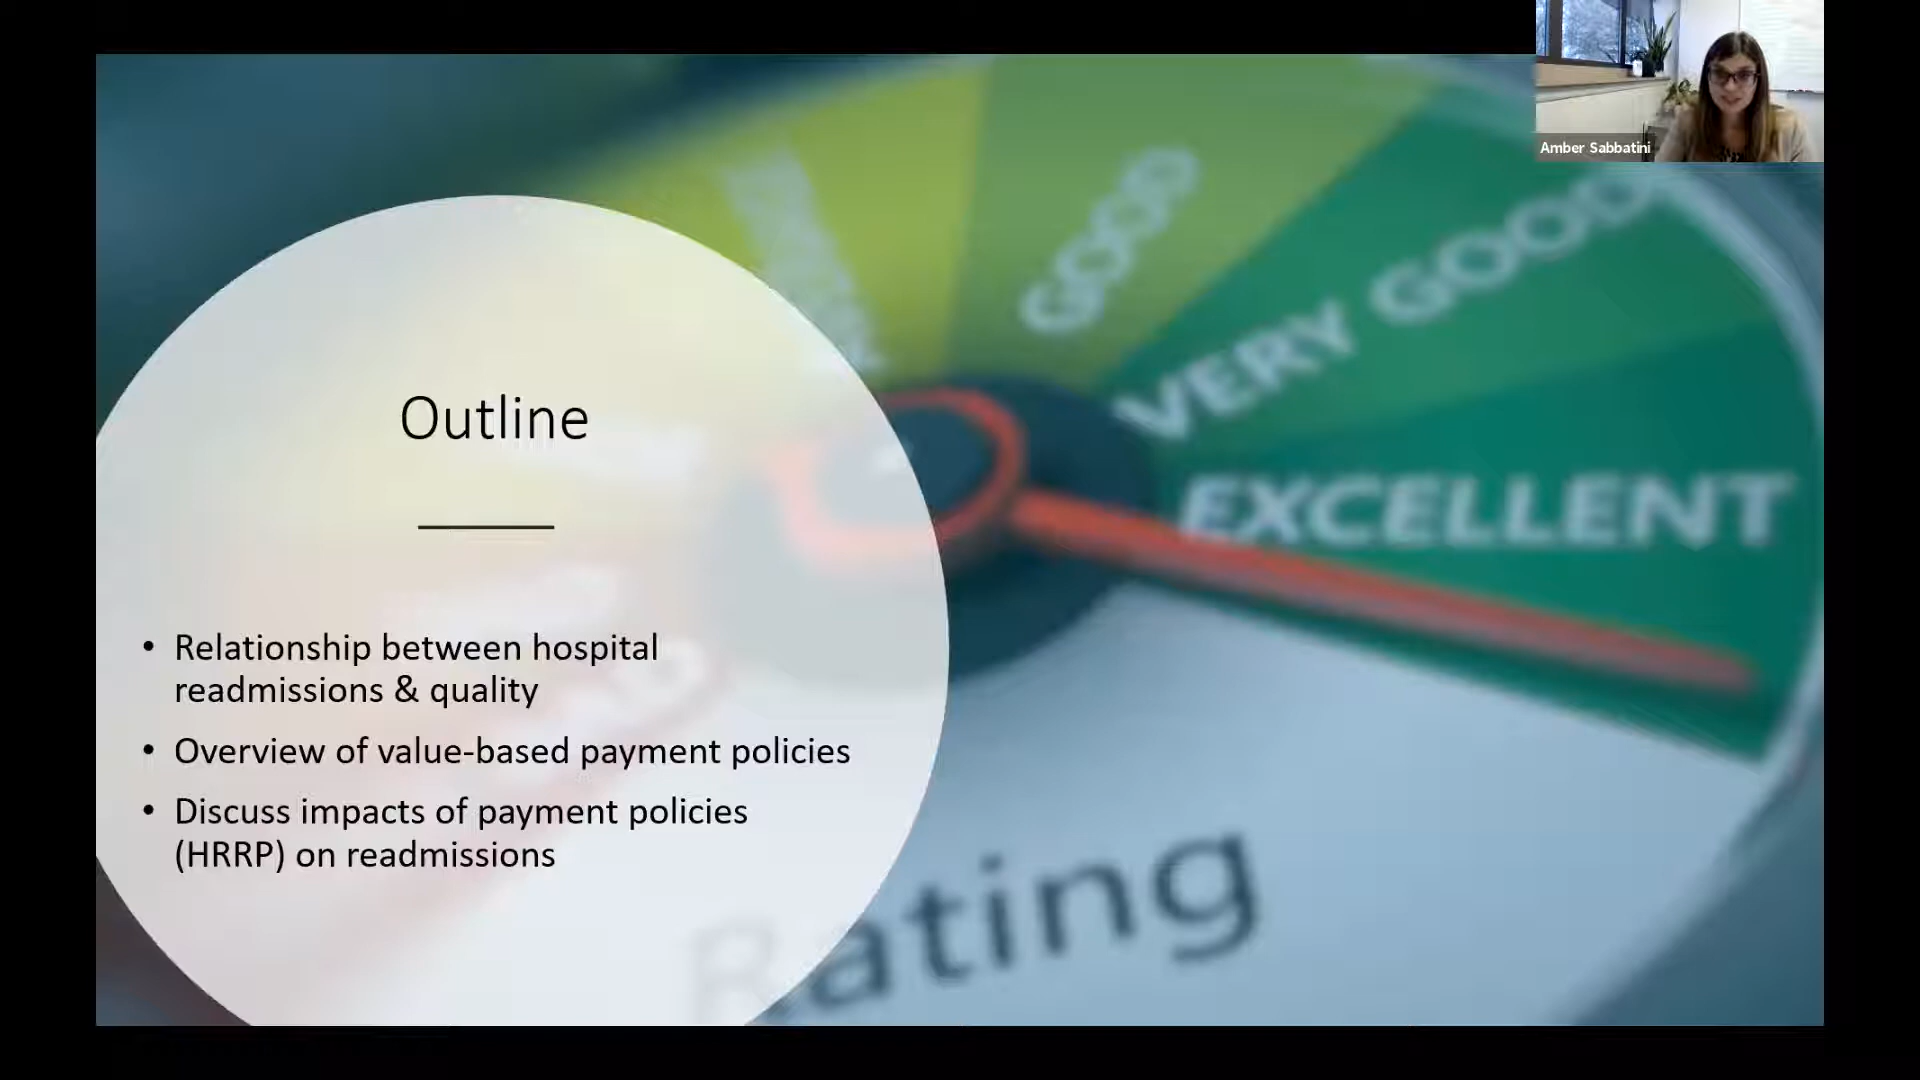 Amber Sabbatini
GOOD
VERY GOOD
EXCELLENT
Outline
• Relationship between hospital
readmissions & quality
• Overview of value-based payment policies
• Discuss impacts of payment policies
(HRRP) on readmissions
Rating